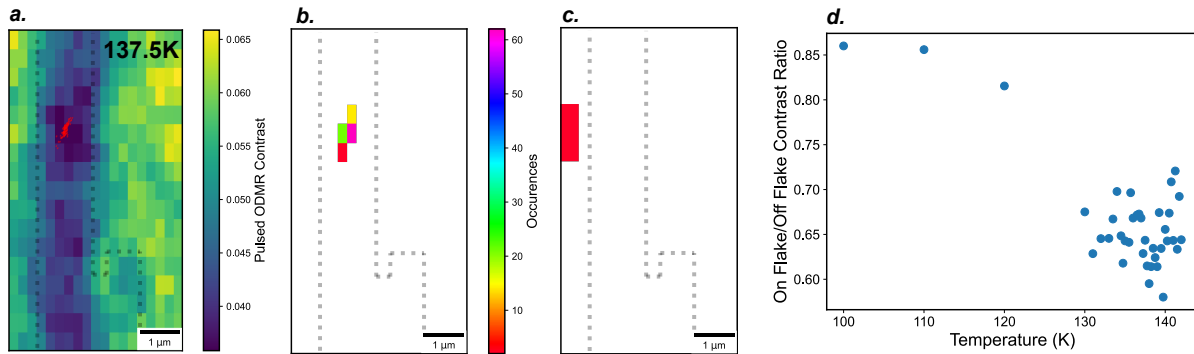 a.
137.5K
0.065
0.060
0.055
0.050
0.045
0.040
Pulsed ODMR Contrast
1 μm
b.
60
50
40
30
20
10
Occurences
1 μm
c.
1 μm
d.
On Flake/Off Flake Contrast Ratio
0.85
0.80
0.75
0.70
0.65
0.60
100
110
120
130
140
Temperature (K)